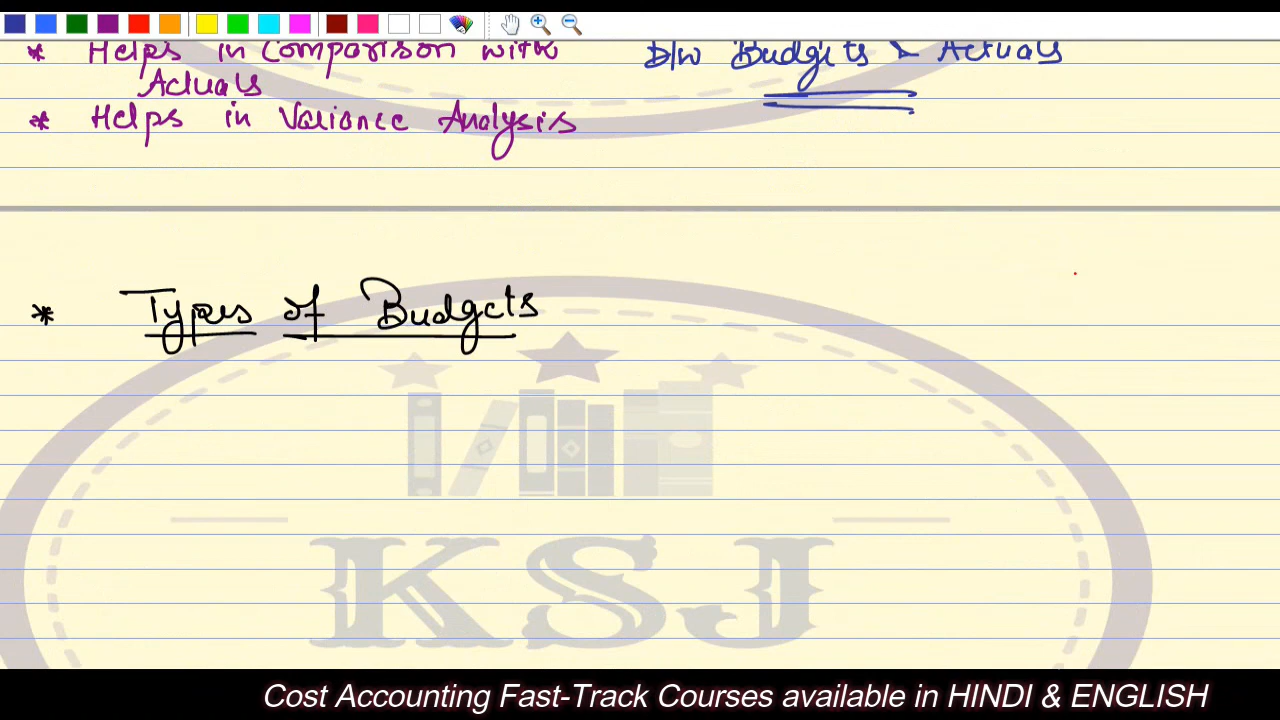 * Helps in Comparison with
Actuals
* Helps in Variance Analysis
B/w Budgets & Actuals
* Types of Budgets
KSJ
Cost Accounting Fast-Track Courses available in HINDI & ENGLISH